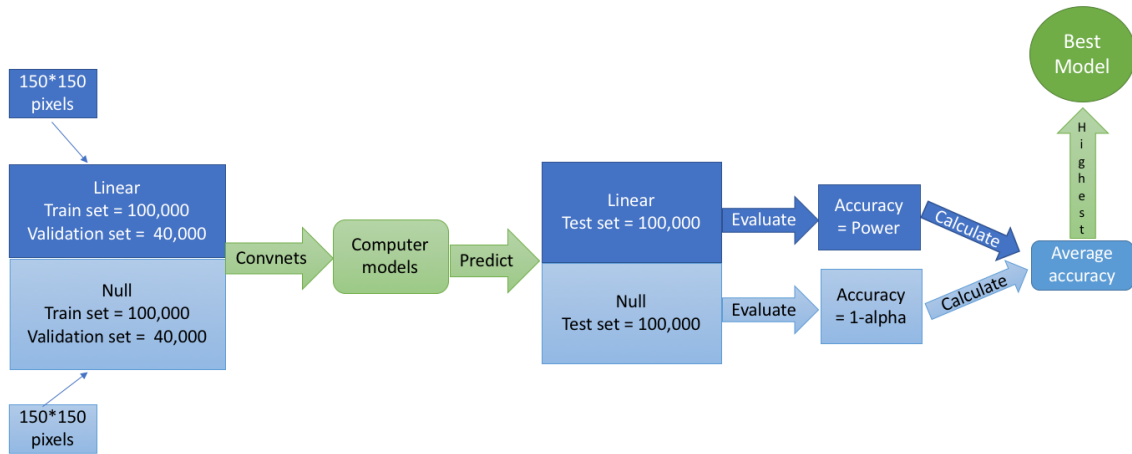 150*150
pixels
Linear
Train set = 100,000
Validation set = 40,000
Null
Train set = 100,000
Validation set = 40,000
150*150
pixels
Convnets
Computer
models
Predict
Linear
Test set = 100,000
Null
Test set = 100,000
Evaluate
Evaluate
Accuracy
= Power
Accuracy
= 1-alpha
Calculate
Calculate
Average
accuracy
Highest
Best
Model